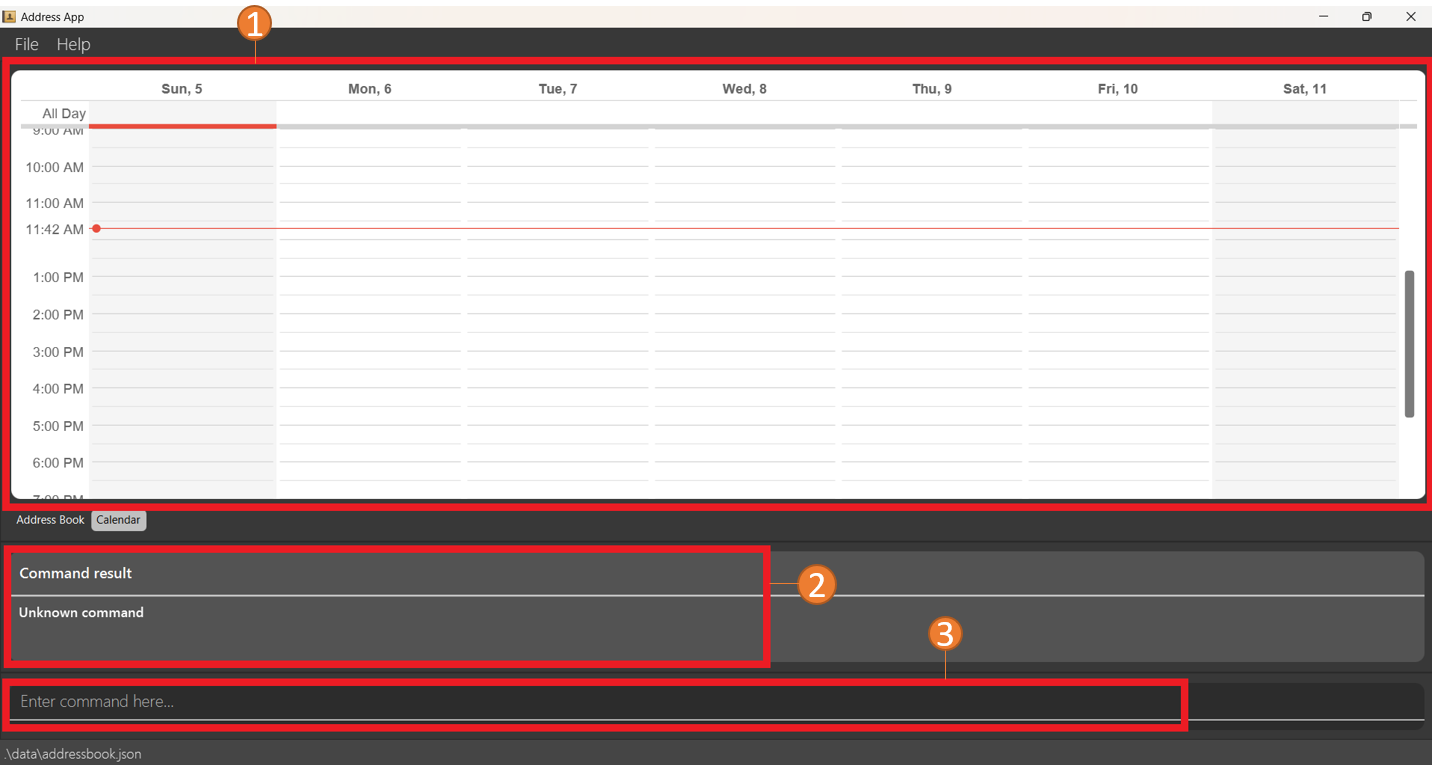 Address App
1
File Help
Sun, 5 Mon, 6 Tue, 7 Wed, 8 Thu, 9 Fri, 10 Sat, 11
All Day
9:00 AM
10:00 AM
11:00 AM
11:42 AM
1:00 PM
2:00 PM
3:00 PM
4:00 PM
5:00 PM
6:00 PM
7:00 PM
Address Book Calendar
Command result
2
Unknown command
3
Enter command here...
.\data\addressbook.json